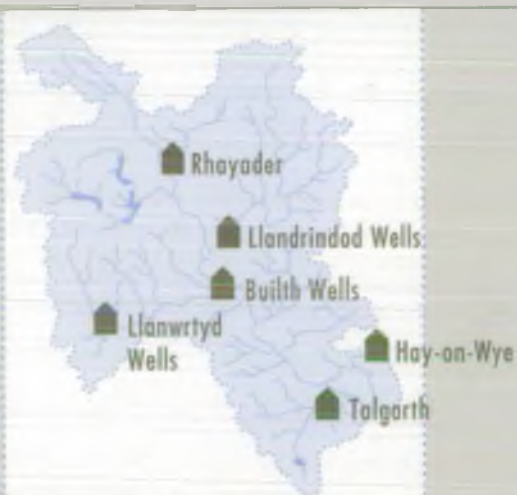 Rhayader
Llandrindod Wells
Builth Wells
Llanwrtyd
Wells
Hay-on-Wye
Talgarth